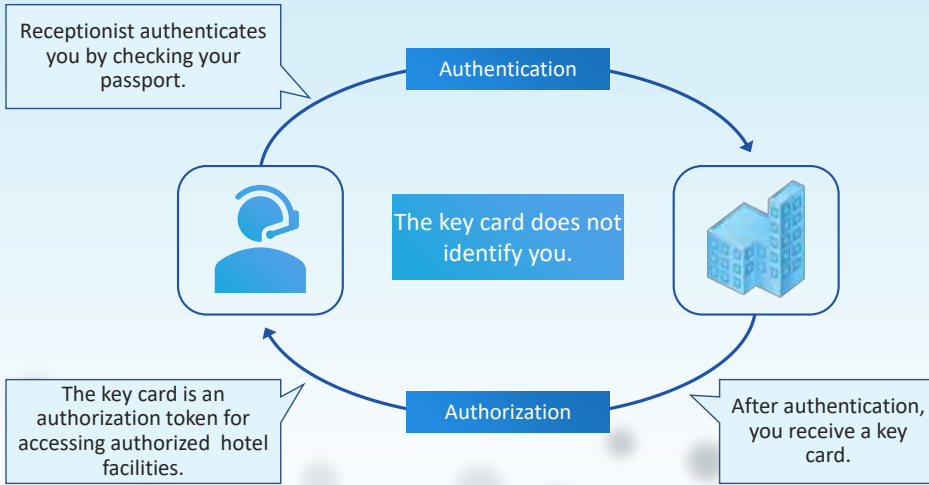 Receptionist authenticates
you by checking your
passport.
Authentication
The key card does not
identify you.
The key card is an
authorization token for
accessing authorized hotel
facilities.
Authorization
After authentication,
you receive a key
card.